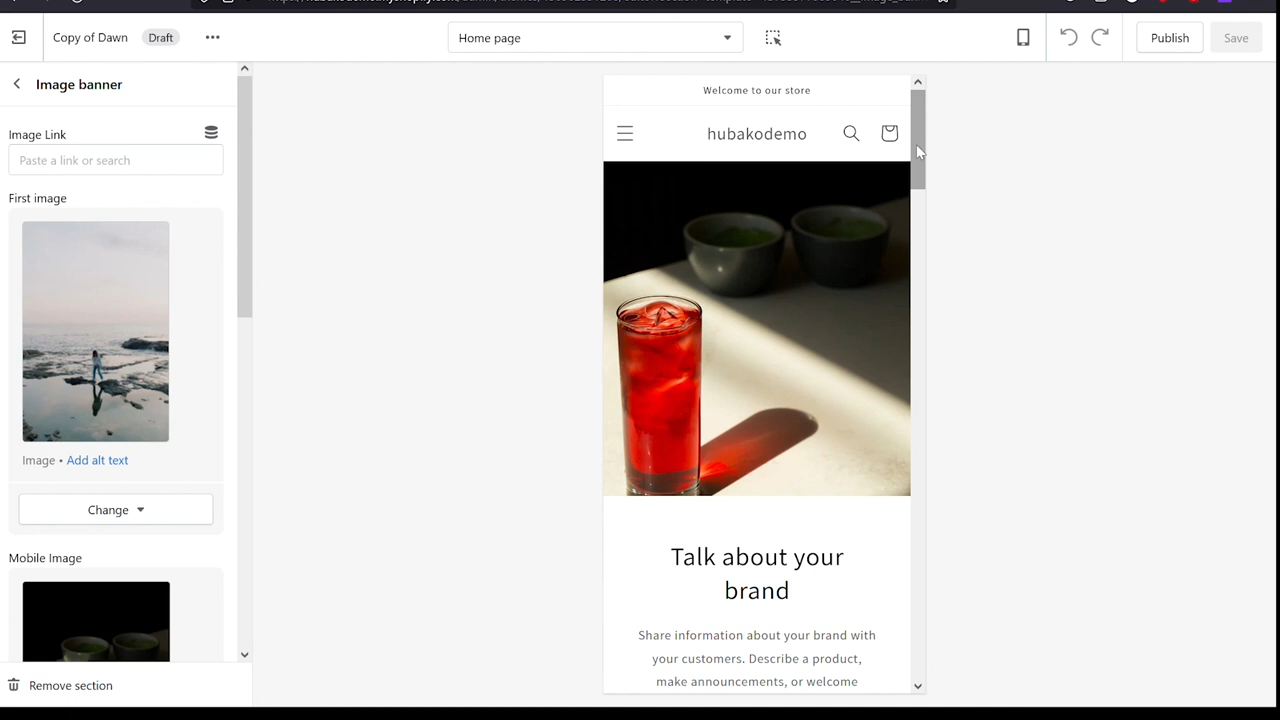 Copy of Dawn
Draft
Home page
Publish
Save
Image banner
Image Link
Paste a link or search
First image
Image • Add alt text
Change
Mobile Image
Remove section
Welcome to our store
hubakodemo
Talk about your
brand
Share information about your brand with
your customers. Describe a product,
make announcements, or welcome